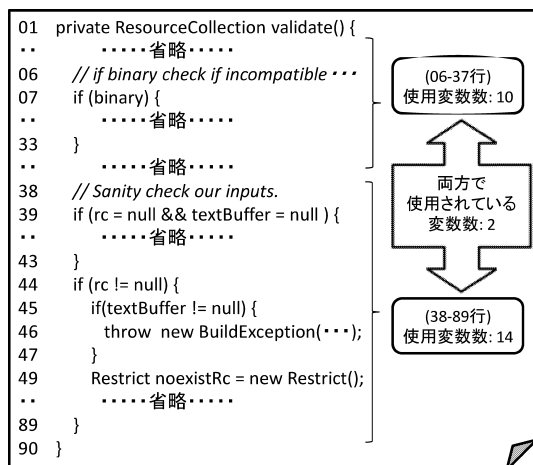 01 private ResourceCollection validate() {
‥ ‥‥‥省略‥‥‥
06 // if binary check if incompatible ・・・
07 if (binary) {
‥ ‥‥‥省略‥‥‥
33 }
‥ ‥‥‥省略‥‥‥
38 // Sanity check our inputs.
39 if (rc = null && textBuffer = null ) {
‥ ‥‥‥省略‥‥‥
43 }
44 if (rc != null) {
45 if(textBuffer != null) {
46 throw new BuildException(・・・);
47 }
49 Restrict noexistRc = new Restrict();
‥ ‥‥‥省略‥‥‥
89 }
90 }
(06-37行)
使用変数数: 10
両方で
使用されている
変数数: 2
(38-89行)
使用変数数: 14